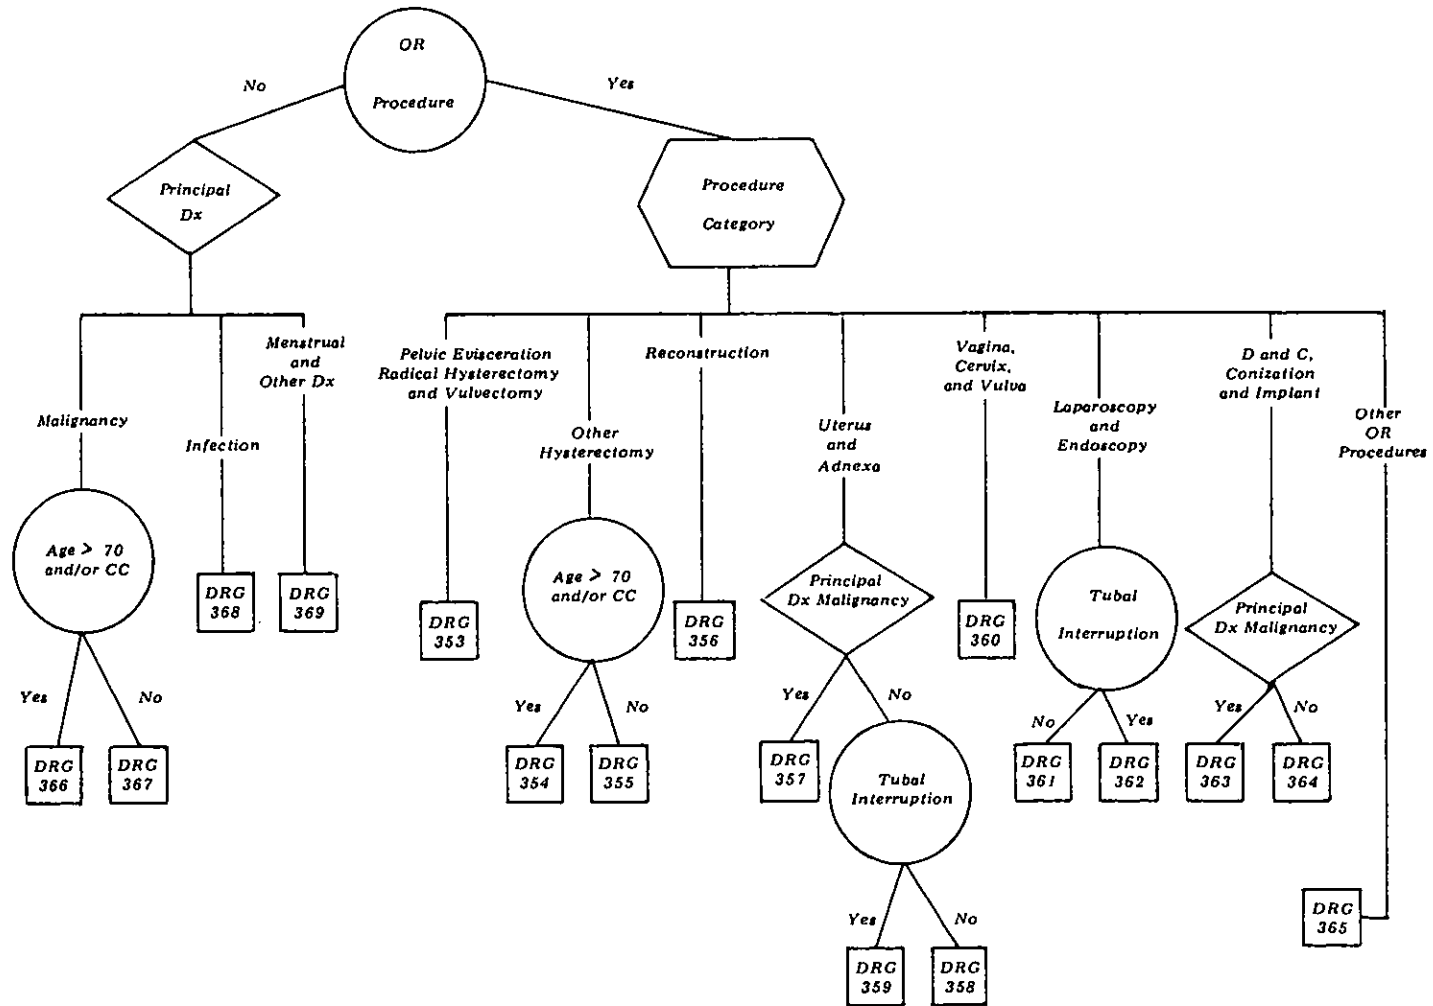 OR
Procedure
No
Yes
Principal
Dx
Procedure
Category
Malignancy
Infection
Menstrual
and
Other Dx
Pelvic Evisceration
Radical Hysterectomy
and Vulvectomy
Other
Hysterectomy
Reconstruction
Uterus
and
Adnexa
Vagina,
Cervix,
and Vulva
Laparoscopy
and
Endoscopy
D and C,
Conization
and Implant
Other
OR
Procedures
Age > 70
and/or CC
DRG
368
DRG
369
DRG
353
Age > 70
and/or CC
DRG
356
Principal
Dx Malignancy
DRG
360
Tubal
Interruption
Principal
Dx Malignancy
Yes
No
DRG
366
DRG
367
Yes
No
DRG
354
DRG
355
Yes
No
DRG
357
Tubal
Interruption
No
Yes
DRG
361
DRG
362
Yes
No
DRG
363
DRG
364
DRG
365
Yes
No
DRG
359
DRG
358